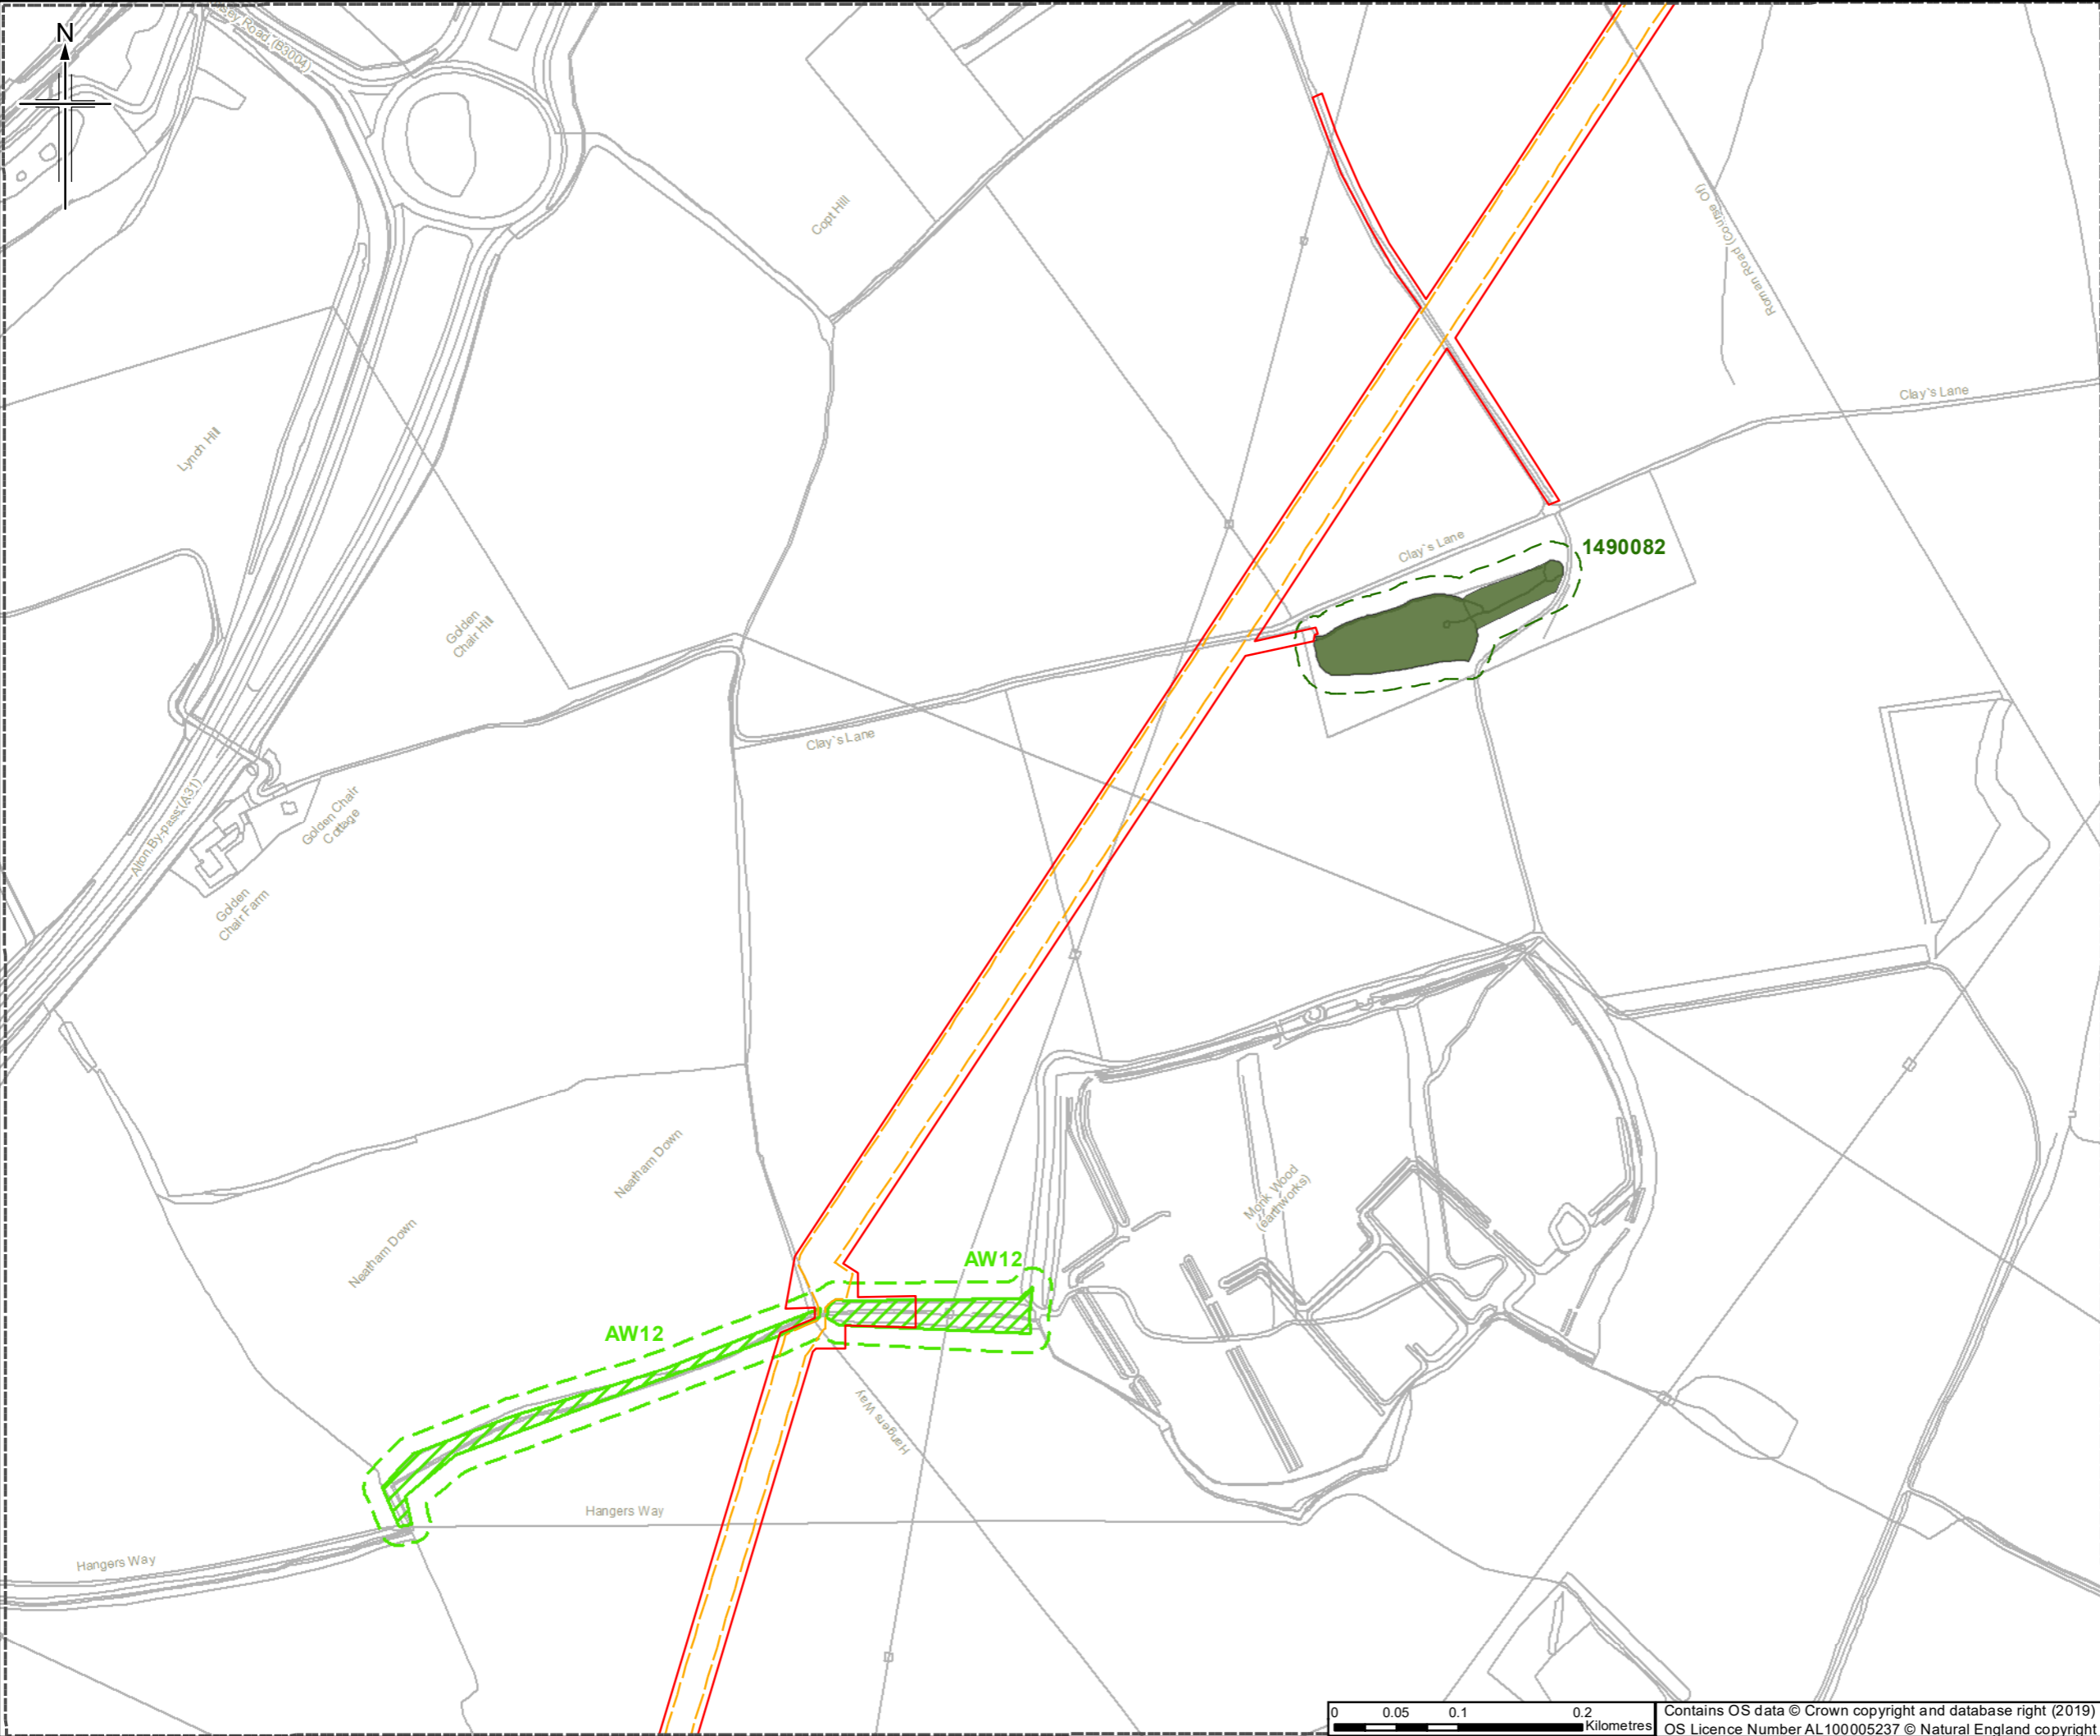 N
Road (B3004)
Copt Hill
Roman Road (Course Of)
Clay's Lane
Lynch Hill
Clay's Lane
1490082
Golden
Chair Hill
Clay's Lane
Golden Chair
Cottage
Alton By-pass (A31)
Golden
Chair Farm
Neatham Down
Monk Wood
(earthworks)
Neatham Down
AW12
AW12
Hangers Way
Hangers Way
Hangers Way
0 0.05 0.1 0.2
Kilometres
Contains OS data © Crown copyright and database right (2019)
OS Licence Number AL100005237 © Natural England copyright